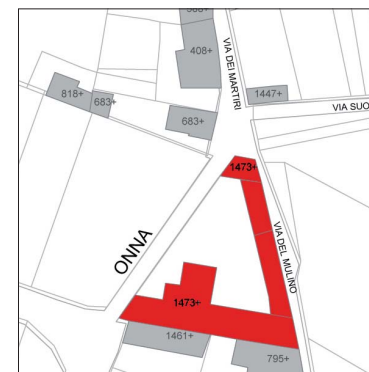 408+
VIA DEI MARTIRI
818+
683+
1447+
VIA SUO
683+
1473+
ONNA
VIA DEL MULINO
1473+
1461+
795+